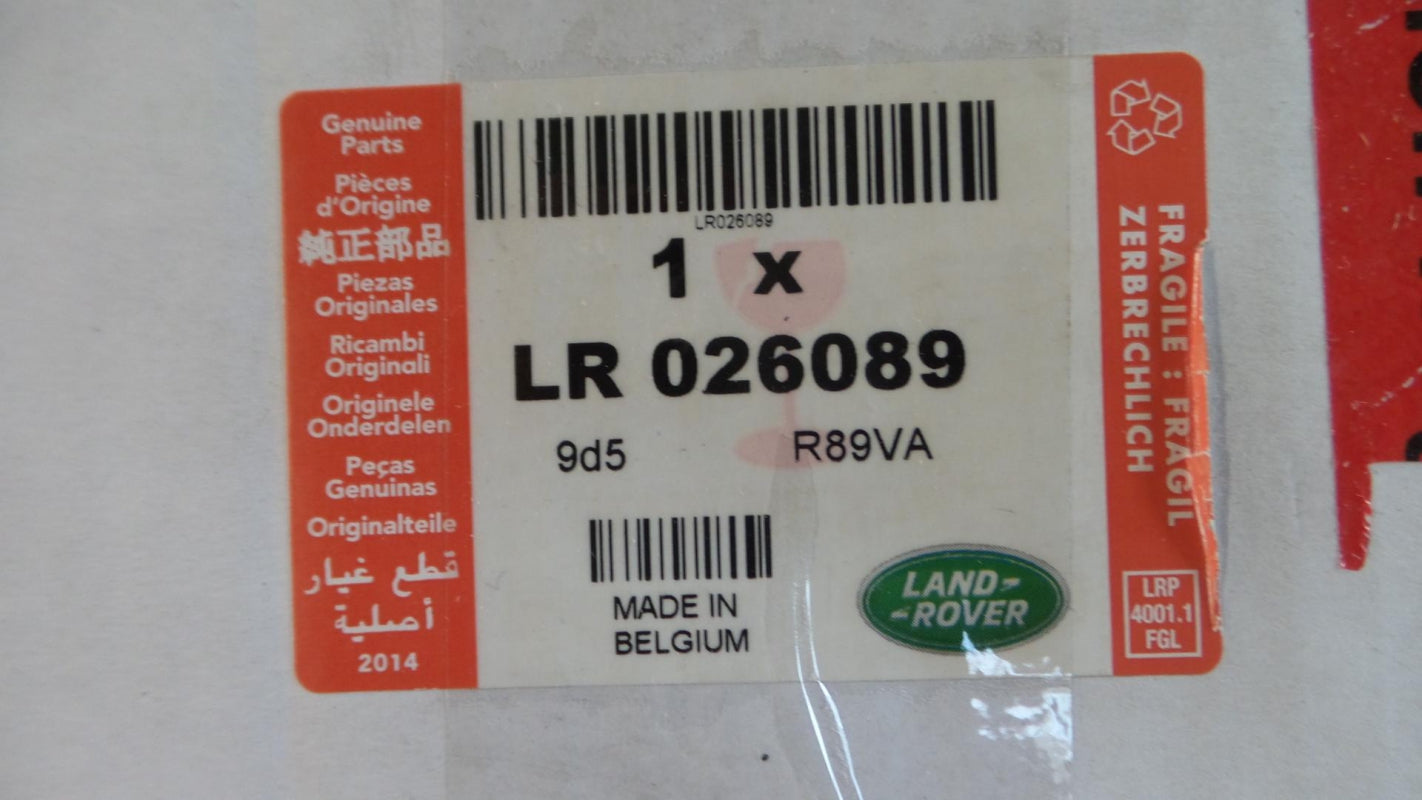 Genuine
Parts
Pièces
d'Origine
純正部品
Piezas
Originales
Ricambi
Originali
Originele
Onderdelen
Peças
Genuinas
Originalteile
قطع غيار
أصلية
2014
LR026089
1 x
LR 026089
9d5 R89VA
MADE IN
BELGIUM
LAND-
-ROVER
FRAGILE : FRAGIL
ZERBRECHLICH
LRP
4001.1
FGL